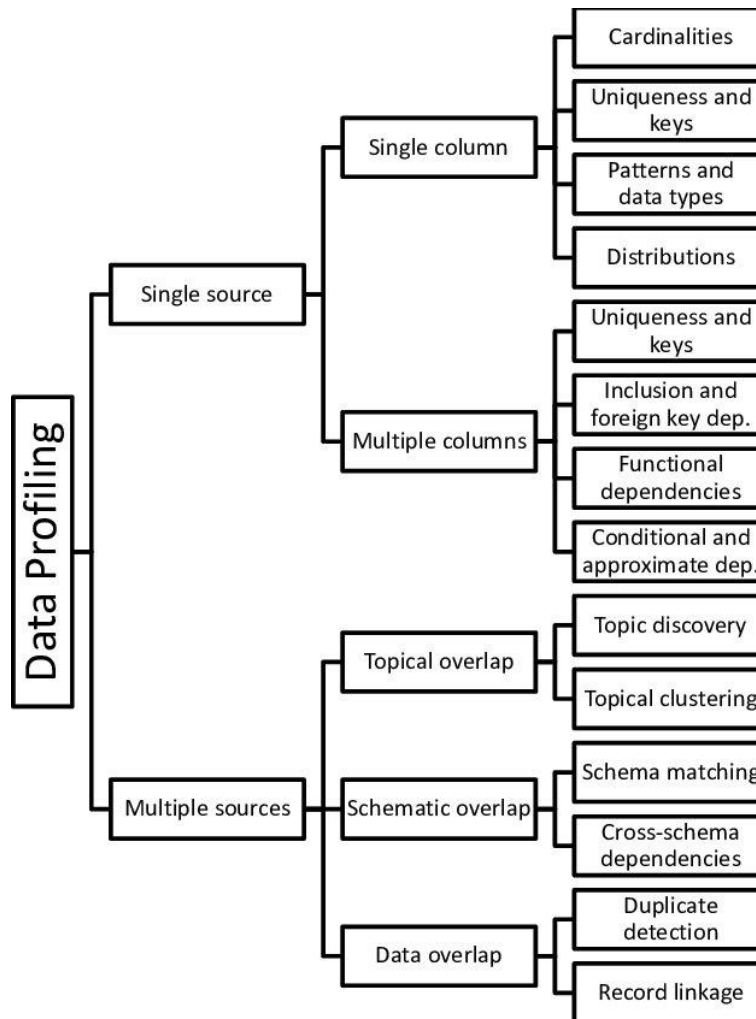 Data Profiling
Single source
Single column
Cardinalities
Uniqueness and
keys
Patterns and
data types
Distributions
Multiple columns
Uniqueness and
keys
Inclusion and
foreign key dep.
Functional
dependencies
Conditional and
approximate dep.
Multiple sources
Topical overlap
Topic discovery
Topical clustering
Schematic overlap
Schema matching
Cross-schema
dependencies
Data overlap
Duplicate
detection
Record linkage